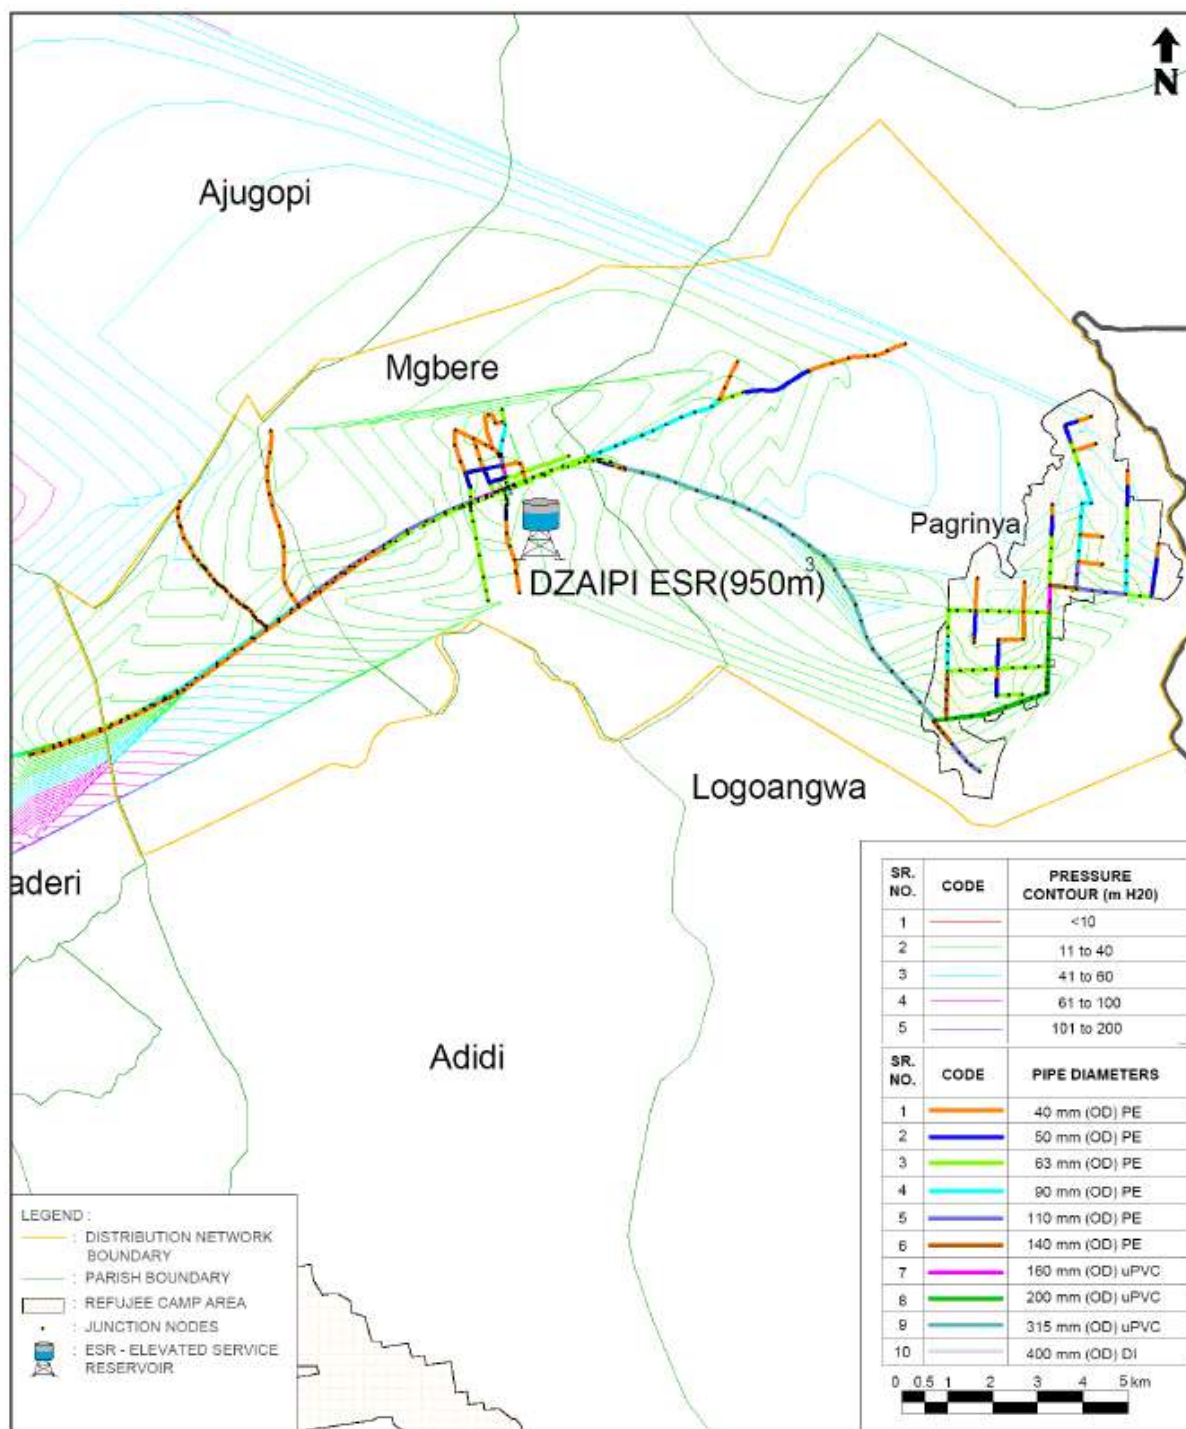 N
Ajugopi
Mgbere
Pagrinya
DZAIPI ESR(950m³)
Logoangwa
aderi
Adidi
SR. NO. CODE PRESSURE CONTOUR (m H20)
1 <10
2 11 to 40
3 41 to 60
4 61 to 100
5 101 to 200
SR. NO. CODE PIPE DIAMETERS
1 40 mm (OD) PE
2 50 mm (OD) PE
3 63 mm (OD) PE
4 90 mm (OD) PE
5 110 mm (OD) PE
6 140 mm (OD) PE
7 160 mm (OD) uPVC
8 200 mm (OD) uPVC
9 315 mm (OD) uPVC
10 400 mm (OD) DI
0 0.5 1 2 3 4 5 km
LEGEND :
: DISTRIBUTION NETWORK
BOUNDARY
: PARISH BOUNDARY
: REFUJEE CAMP AREA
: JUNCTION NODES
: ESR - ELEVATED SERVICE
RESERVOIR